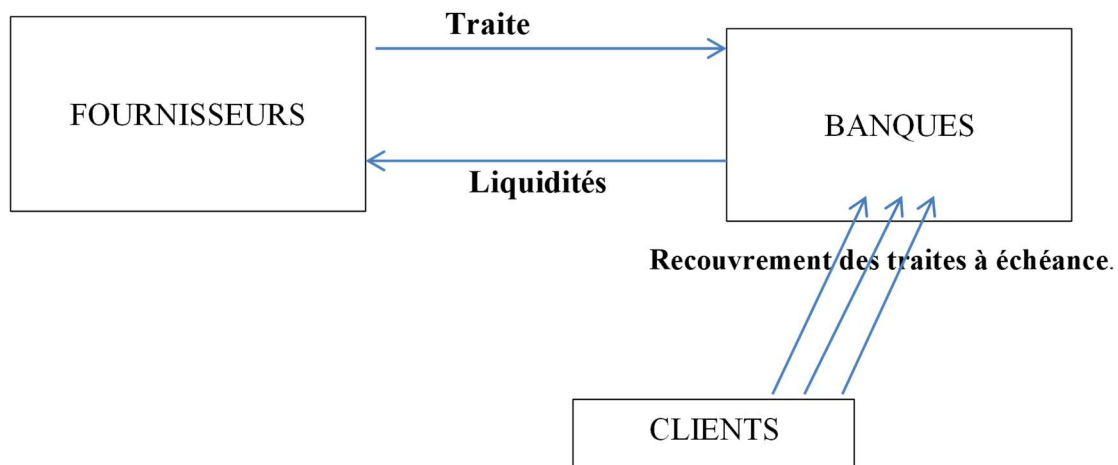 Traite
FOURNISSEURS
BANQUES
Liquidités
Recouvrement des traites à échéance.
CLIENTS